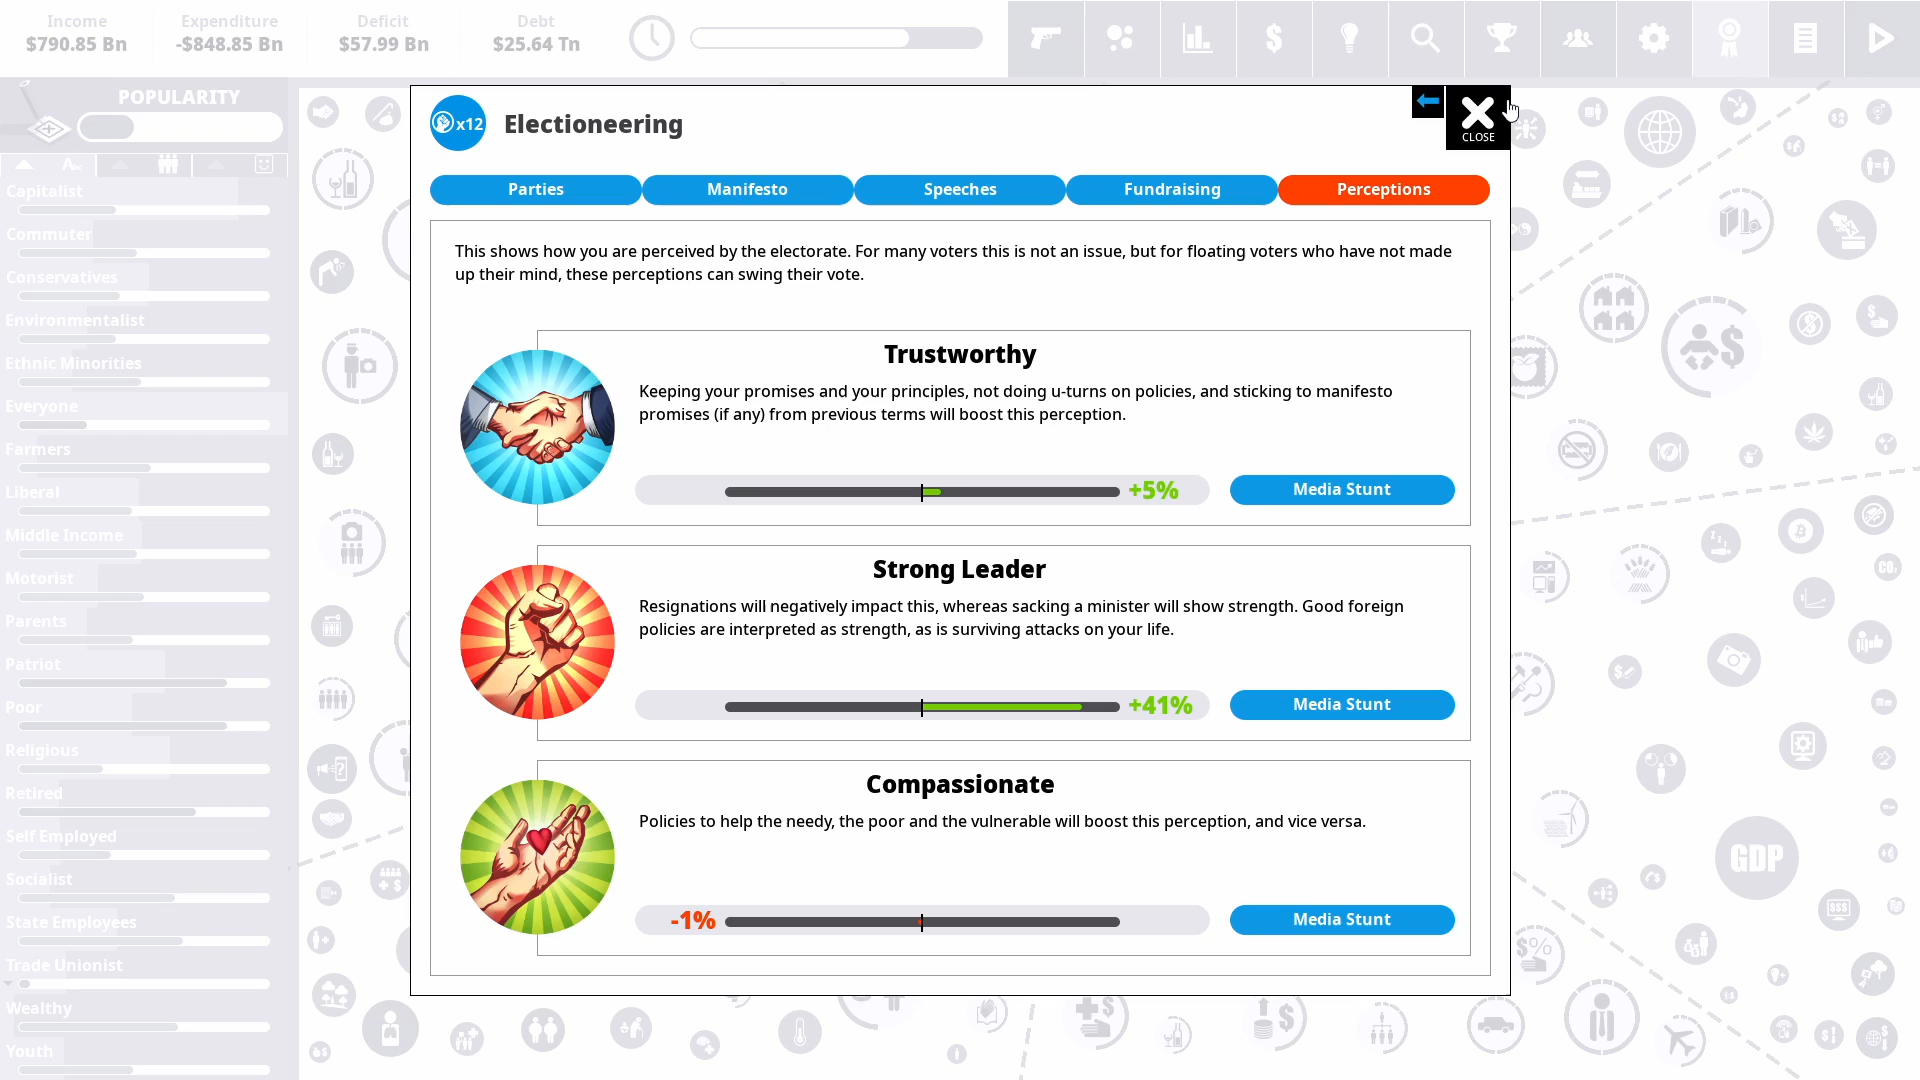 Income
$790.85 Bn
Expenditure
-$848.85 Bn
Deficit
$57.99 Bn
Debt
$25.64 Tn
POPULARITY
Capitalist
Commuter
Conservatives
Environmentalist
Ethnic Minorities
Everyone
Farmers
Liberal
Middle Income
Motorist
Parents
Patriot
Poor
Religious
Retired
Self Employed
Socialist
State Employees
Trade Unionist
Wealthy
Youth
x12
Electioneering
CLOSE
Parties
Manifesto
Speeches
Fundraising
Perceptions
This shows how you are perceived by the electorate. For many voters this is not an issue, but for floating voters who have not made
up their mind, these perceptions can swing their vote.
Trustworthy
Keeping your promises and your principles, not doing u-turns on policies, and sticking to manifesto
promises (if any) from previous terms will boost this perception.
+5%
Media Stunt
Strong Leader
Resignations will negatively impact this, whereas sacking a minister will show strength. Good foreign
policies are interpreted as strength, as is surviving attacks on your life.
+41%
Media Stunt
Compassionate
Policies to help the needy, the poor and the vulnerable will boost this perception, and vice versa.
-1%
Media Stunt
GDP